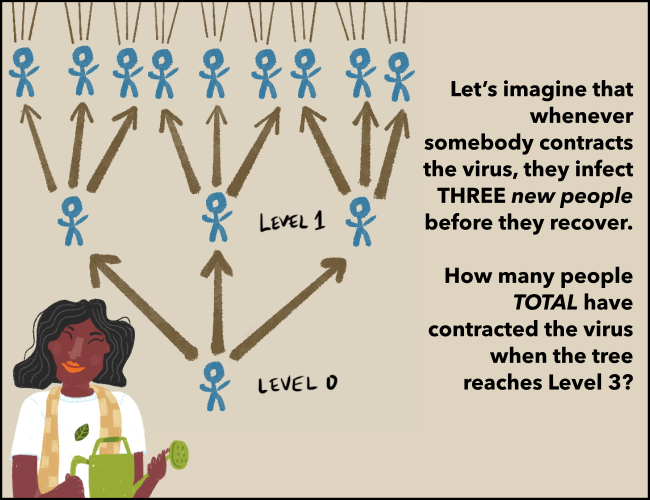 Let's imagine that
whenever
somebody contracts
the virus, they infect
THREE new people
before they recover.
How many people
TOTAL have
contracted the virus
when the tree
reaches Level 3?
LEVEL 1
LEVEL 0